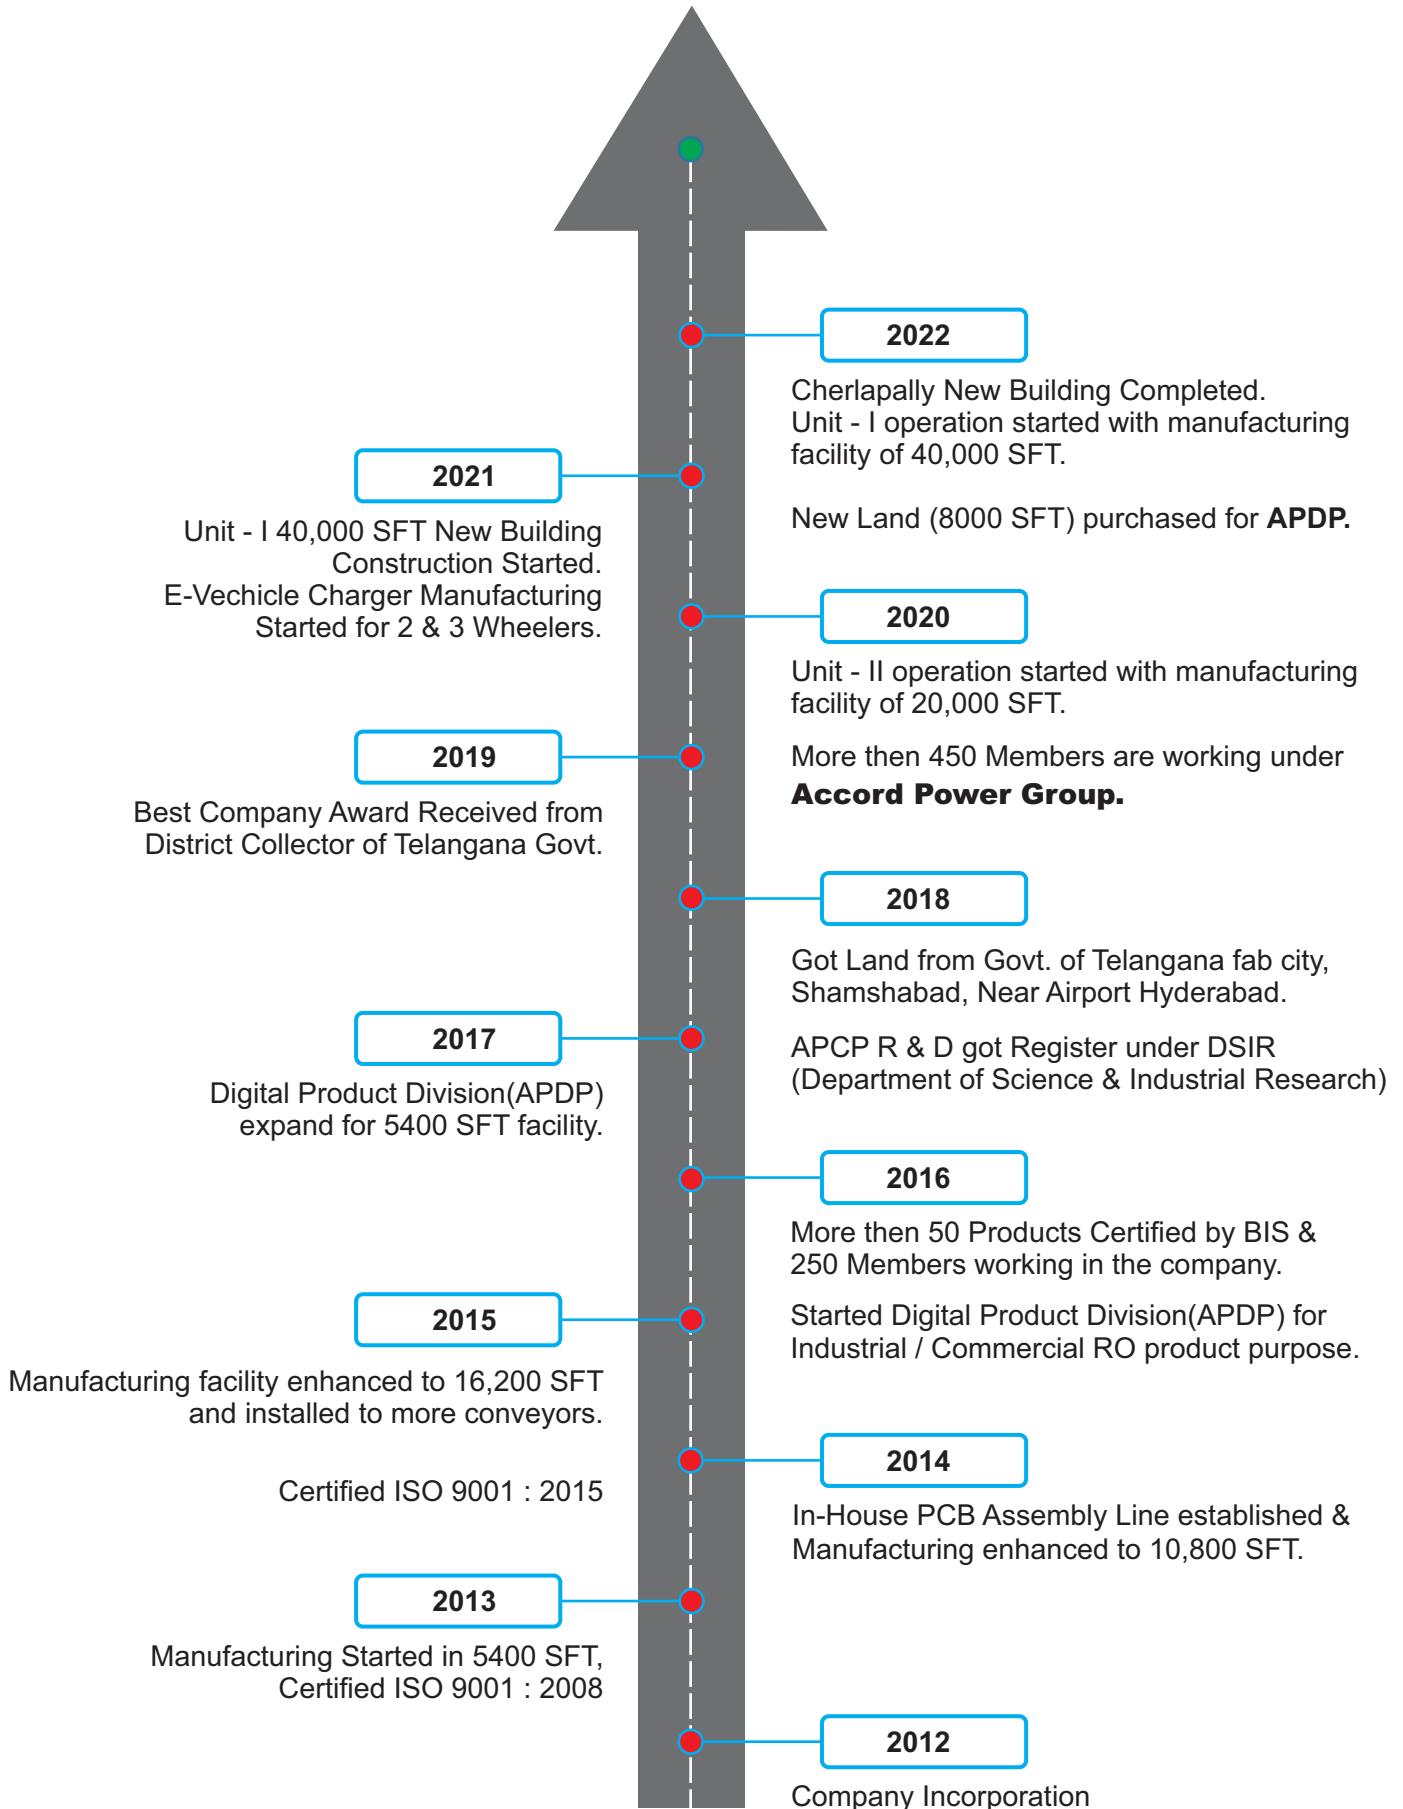 2022
Cherlapally New Building Completed.
Unit - I operation started with manufacturing
facility of 40,000 SFT.
New Land (8000 SFT) purchased for APDP.
2021
Unit - I 40,000 SFT New Building
Construction Started.
E-Vechicle Charger Manufacturing
Started for 2 & 3 Wheelers.
2020
Unit - II operation started with manufacturing
facility of 20,000 SFT.
More then 450 Members are working under
Accord Power Group.
2019
Best Company Award Received from
District Collector of Telangana Govt.
2018
Got Land from Govt. of Telangana fab city,
Shamshabad, Near Airport Hyderabad.
APCP R & D got Register under DSIR
(Department of Science & Industrial Research)
2017
Digital Product Division(APDP)
expand for 5400 SFT facility.
2016
More then 50 Products Certified by BIS &
250 Members working in the company.
Started Digital Product Division(APDP) for
Industrial / Commercial RO product purpose.
2015
Manufacturing facility enhanced to 16,200 SFT
and installed to more conveyors.
Certified ISO 9001 : 2015
2014
In-House PCB Assembly Line established &
Manufacturing enhanced to 10,800 SFT.
2013
Manufacturing Started in 5400 SFT,
Certified ISO 9001 : 2008
2012
Company Incorporation